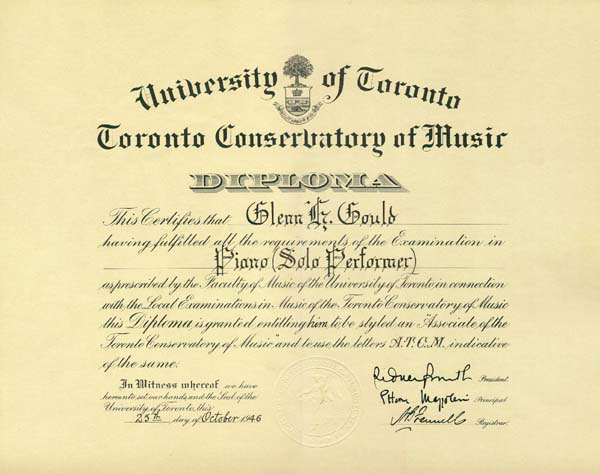 University of Toronto
Toronto Conservatory of Music
DIPLOMA
This Certifies that Glenn H. Gould
having fulfilled all the requirements of the Examination in
Piano (Solo Performer)
as prescribed by the Faculty of Music of the University of Toronto in connection
with the Local Examinations in Music of the Toronto Conservatory of Music
this Diploma is granted entitling him to be styled an "Associate of the
Toronto Conservatory of Music" and to use the letters A.T.C.M. indicative
of the same.
In Witness whereof we have
hereunto set our hands and the Seal of the
University of Toronto, this
25th day of October 1946
President.
Principal
Registrar.